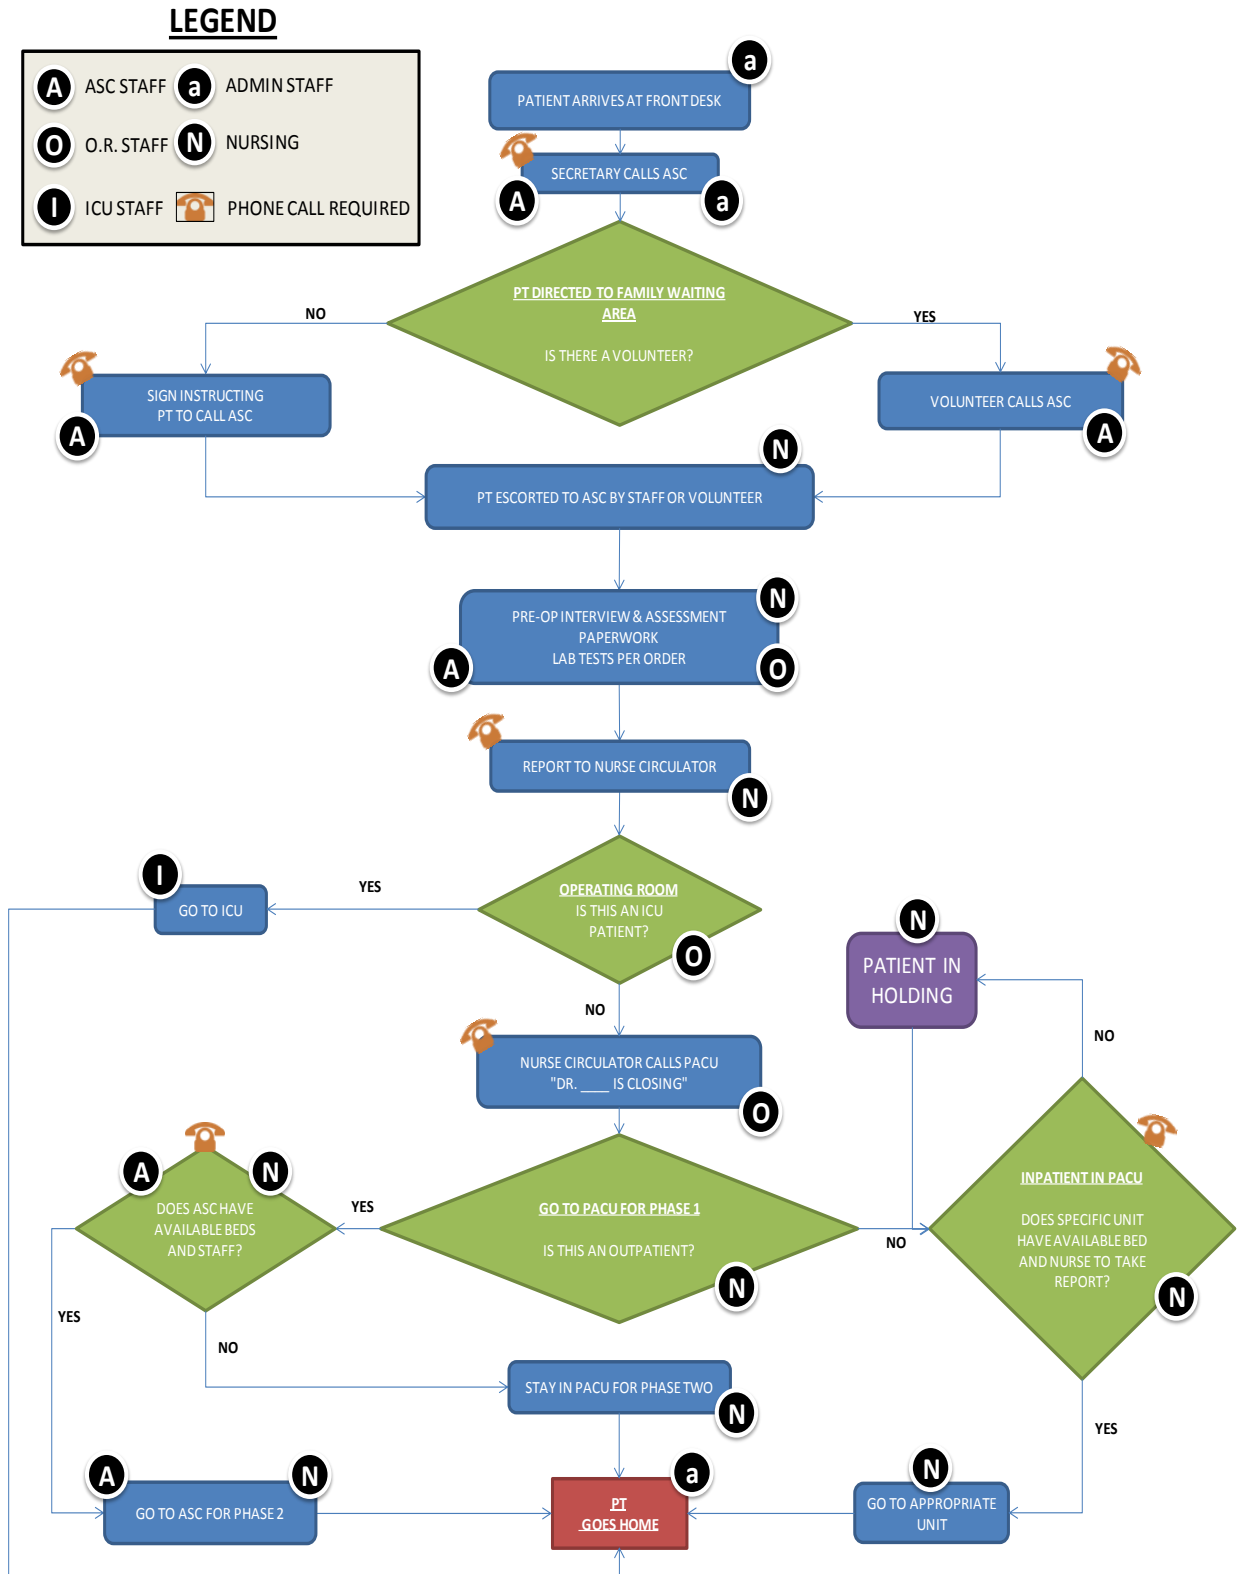 LEGEND
A ASC STAFF a ADMIN STAFF
O O.R. STAFF N NURSING
I ICU STAFF PHONE CALL REQUIRED
a
PATIENT ARRIVES AT FRONT DESK
SECRETARY CALLS ASC
A a
PT DIRECTED TO FAMILY WAITING
AREA
IS THERE A VOLUNTEER?
NO
YES
SIGN INSTRUCTING
PT TO CALL ASC
A
VOLUNTEER CALLS ASC
A
N
PT ESCORTED TO ASC BY STAFF OR VOLUNTEER
N
PRE-OP INTERVIEW & ASSESSMENT
PAPERWORK
LAB TESTS PER ORDER
A O
REPORT TO NURSE CIRCULATOR
N
OPERATING ROOM
IS THIS AN ICU
PATIENT?
O
YES
I
GO TO ICU
NO
N
PATIENT IN
HOLDING
NURSE CIRCULATOR CALLS PACU
"DR. ____ IS CLOSING"
O
NO
A N
DOES ASC HAVE
AVAILABLE BEDS
AND STAFF?
YES
GO TO PACU FOR PHASE 1
IS THIS AN OUTPATIENT?
N
NO
INPATIENT IN PACU
DOES SPECIFIC UNIT
HAVE AVAILABLE BED
AND NURSE TO TAKE
REPORT?
N
YES
NO
STAY IN PACU FOR PHASE TWO
N
YES
A N
GO TO ASC FOR PHASE 2
a
PT
GOES HOME
N
GO TO APPROPRIATE
UNIT